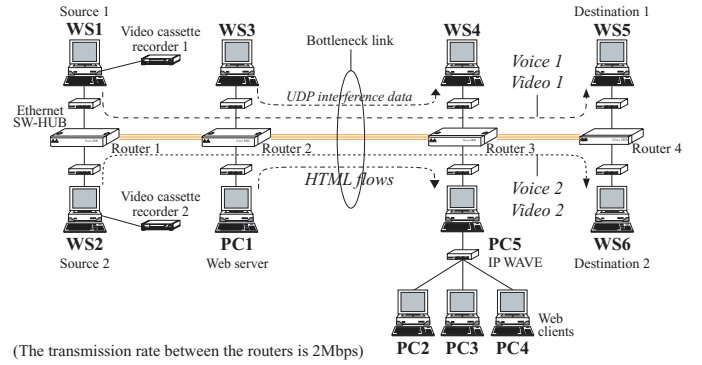 Source 1
WS1
Video cassette
recorder 1
WS3
Bottleneck link
WS4
Destination 1
WS5
Voice 1
Video 1
UDP interference data
Ethernet
SW-HUB
Router 1
Router 2
Router 3
Router 4
HTML flows
Voice 2
Video 2
Video cassette
recorder 2
WS2
Source 2
PC1
Web server
PC5
IP WAVE
WS6
Destination 2
Web
clients
PC2
PC3
PC4
(The transmission rate between the routers is 2Mbps)